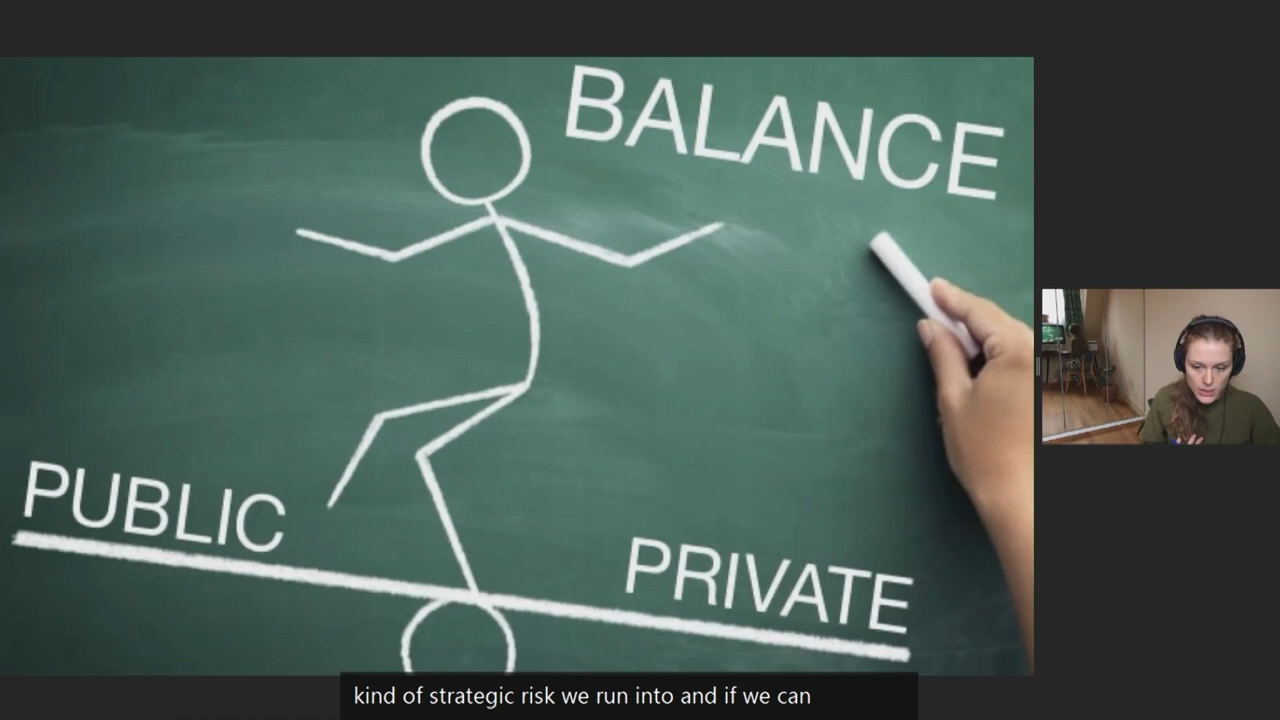 BALANCE
PUBLIC
PRIVATE
kind of strategic risk we run into and if we can